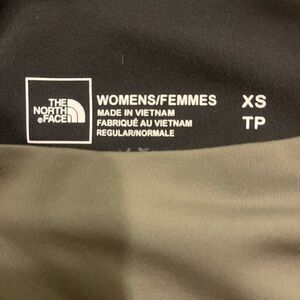 THE
NORTH
FACE
WOMENS/FEMMES XS
MADE IN VIETNAM TP
FABRIQUÉ AU VIETNAM
REGULAR/NORMALE